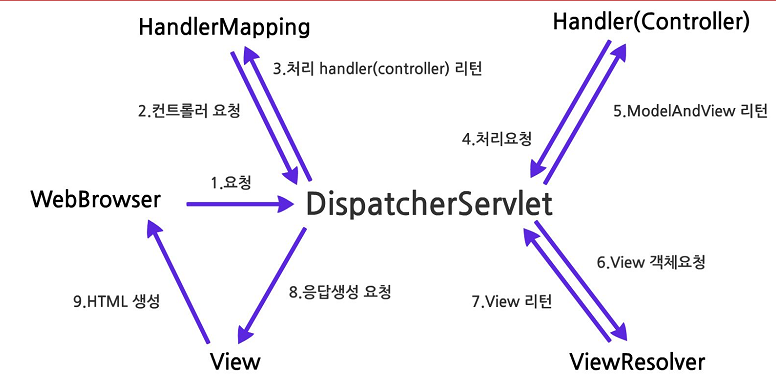 HandlerMapping
Handler(Controller)
3.처리 handler(controller) 리턴
2.컨트롤러 요청
5.ModelAndView 리턴
4.처리요청
1.요청
WebBrowser
DispatcherServlet
6.View 객체요청
8.응답생성 요청
9.HTML 생성
7.View 리턴
View
ViewResolver